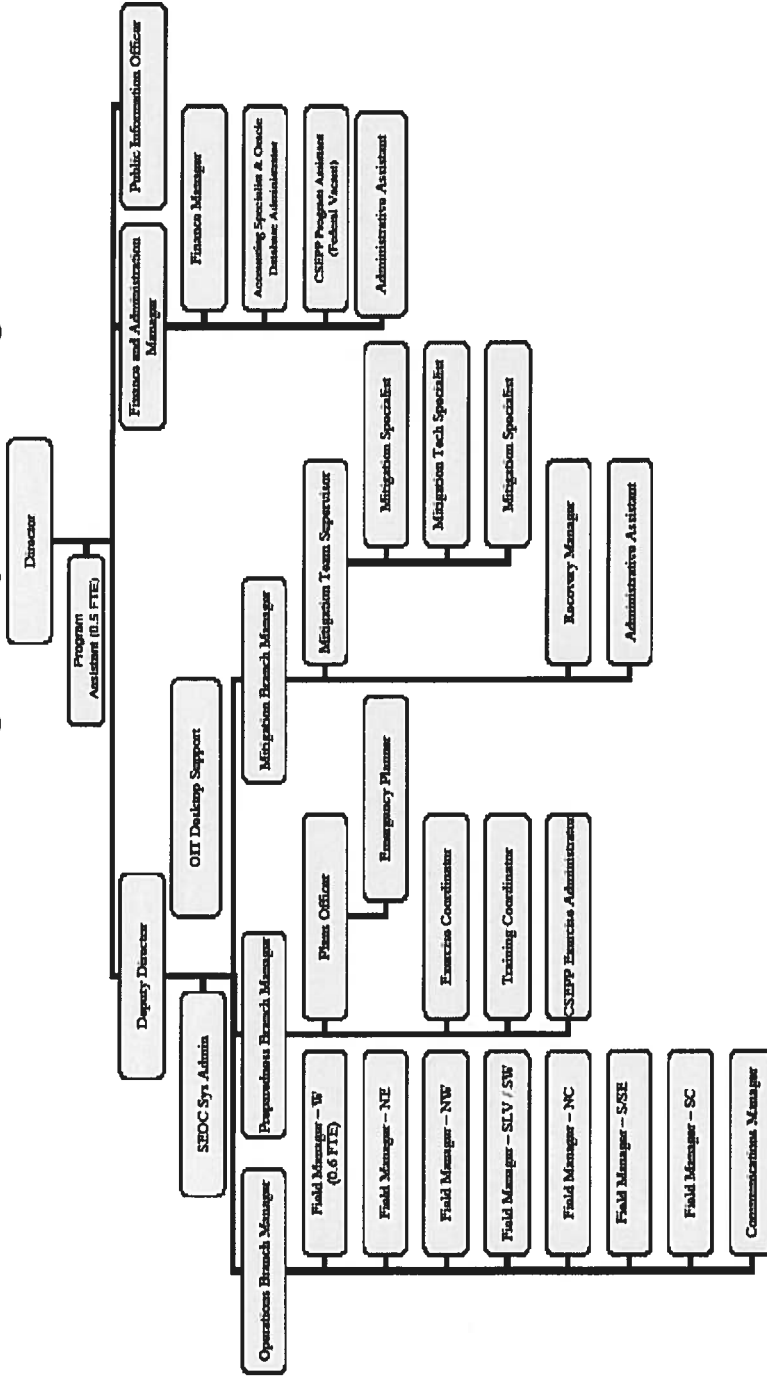 Director
Program
Assistant (0.5 FTE)
Deputy Director
Finance and Administration
Manager
Public Information Officer
SEOC Sys Admin
OIT Desktop Support
Operations Branch Manager
Field Manager – W
(0.6 FTE)
Field Manager – NE
Field Manager – NW
Field Manager – SLV / SW
Field Manager – NC
Field Manager – S/SE
Field Manager – SC
Communications Manager
Preparedness Branch Manager
Plans Officer
Emergency Planner
Exercise Coordinator
Training Coordinator
CSEPP Exercise Administrator
Mitigation Branch Manager
Mitigation Team Supervisor
Mitigation Specialist
Mitigation Tech Specialist
Mitigation Specialist
Recovery Manager
Administrative Assistant
Finance Manager
Accounting Specialist & Oracle
Database Administrator
CSEPP Program Assistant
(Federal Vacant)
Administrative Assistant